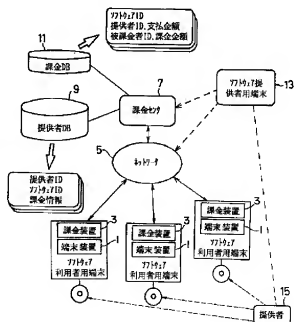 ソフトウェアID
提供者ID,支払金額
被課金者ID,課金金額
11
課金DB
7
課金センタ
9
提供者DB
ソフトウェア提
供者用端末
13
5
ネットワーク
提供者ID
ソフトウェアID
課金情報
課金装置
3
端末装置
1
ソフトウェア
利用者用端末
課金装置
3
端末装置
1
ソフトウェア
利用者用端末
課金装置
3
端末装置
1
ソフトウェア
利用者用端末
15
提供者